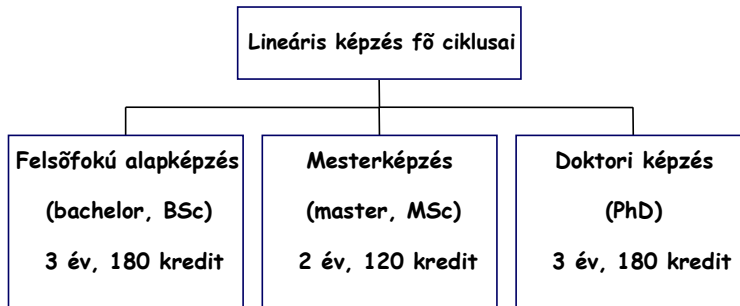 Lineáris képzés fõ ciklusai
Felsõfokú alapképzés
(bachelor, BSc)
3 év, 180 kredit
Mesterképzés
(master, MSc)
2 év, 120 kredit
Doktori képzés
(PhD)
3 év, 180 kredit